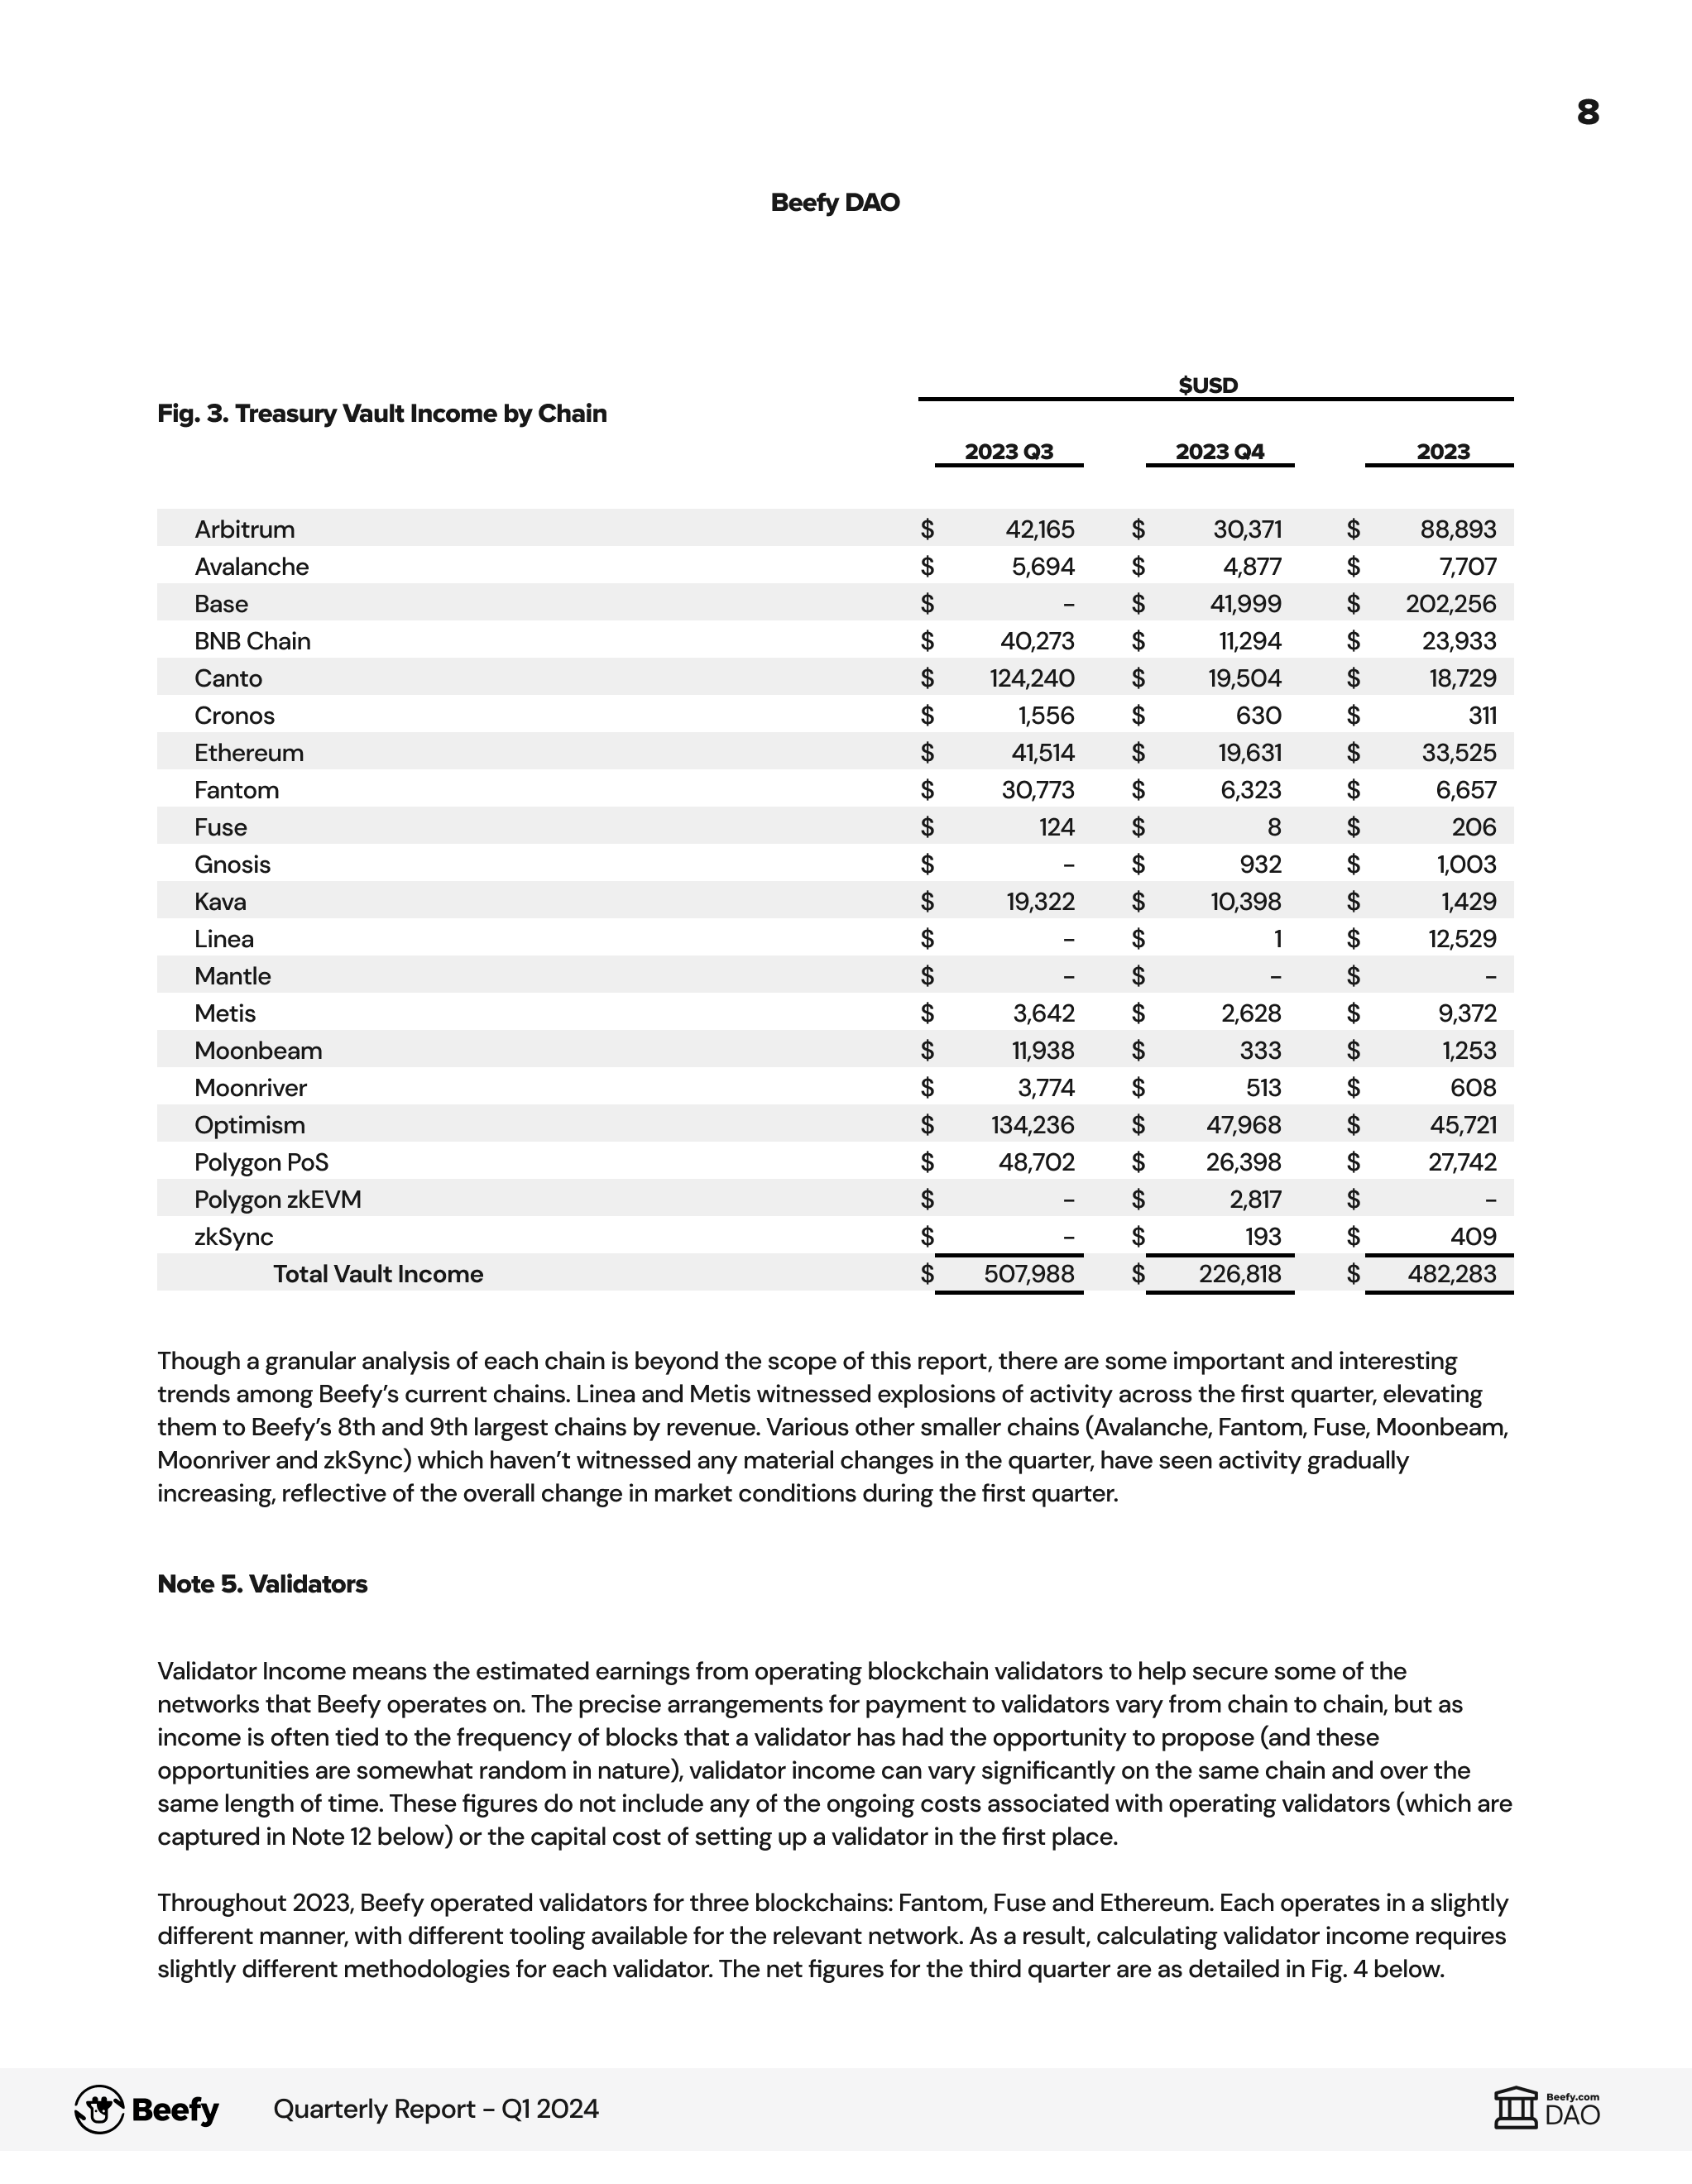 8
Beefy DAO
$USD
Fig. 3. Treasury Vault Income by Chain
2023 Q3 2023 Q4 2023
Arbitrum $ 42,165 $ 30,371 $ 88,893
Avalanche $ 5,694 $ 4,877 $ 7,707
Base $ – $ 41,999 $ 202,256
BNB Chain $ 40,273 $ 11,294 $ 23,933
Canto $ 124,240 $ 19,504 $ 18,729
Cronos $ 1,556 $ 630 $ 311
Ethereum $ 41,514 $ 19,631 $ 33,525
Fantom $ 30,773 $ 6,323 $ 6,657
Fuse $ 124 $ 8 $ 206
Gnosis $ – $ 932 $ 1,003
Kava $ 19,322 $ 10,398 $ 1,429
Linea $ – $ 1 $ 12,529
Mantle $ – $ – $ –
Metis $ 3,642 $ 2,628 $ 9,372
Moonbeam $ 11,938 $ 333 $ 1,253
Moonriver $ 3,774 $ 513 $ 608
Optimism $ 134,236 $ 47,968 $ 45,721
Polygon PoS $ 48,702 $ 26,398 $ 27,742
Polygon zkEVM $ – $ 2,817 $ –
zkSync $ – $ 193 $ 409
Total Vault Income $ 507,988 $ 226,818 $ 482,283
Though a granular analysis of each chain is beyond the scope of this report, there are some important and interesting
trends among Beefy's current chains. Linea and Metis witnessed explosions of activity across the first quarter, elevating
them to Beefy's 8th and 9th largest chains by revenue. Various other smaller chains (Avalanche, Fantom, Fuse, Moonbeam,
Moonriver and zkSync) which haven't witnessed any material changes in the quarter, have seen activity gradually
increasing, reflective of the overall change in market conditions during the first quarter.
Note 5. Validators
Validator Income means the estimated earnings from operating blockchain validators to help secure some of the
networks that Beefy operates on. The precise arrangements for payment to validators vary from chain to chain, but as
income is often tied to the frequency of blocks that a validator has had the opportunity to propose (and these
opportunities are somewhat random in nature), validator income can vary significantly on the same chain and over the
same length of time. These figures do not include any of the ongoing costs associated with operating validators (which are
captured in Note 12 below) or the capital cost of setting up a validator in the first place.
Throughout 2023, Beefy operated validators for three blockchains: Fantom, Fuse and Ethereum. Each operates in a slightly
different manner, with different tooling available for the relevant network. As a result, calculating validator income requires
slightly different methodologies for each validator. The net figures for the third quarter are as detailed in Fig. 4 below.
Beefy Quarterly Report – Q1 2024
Beefy.com
DAO